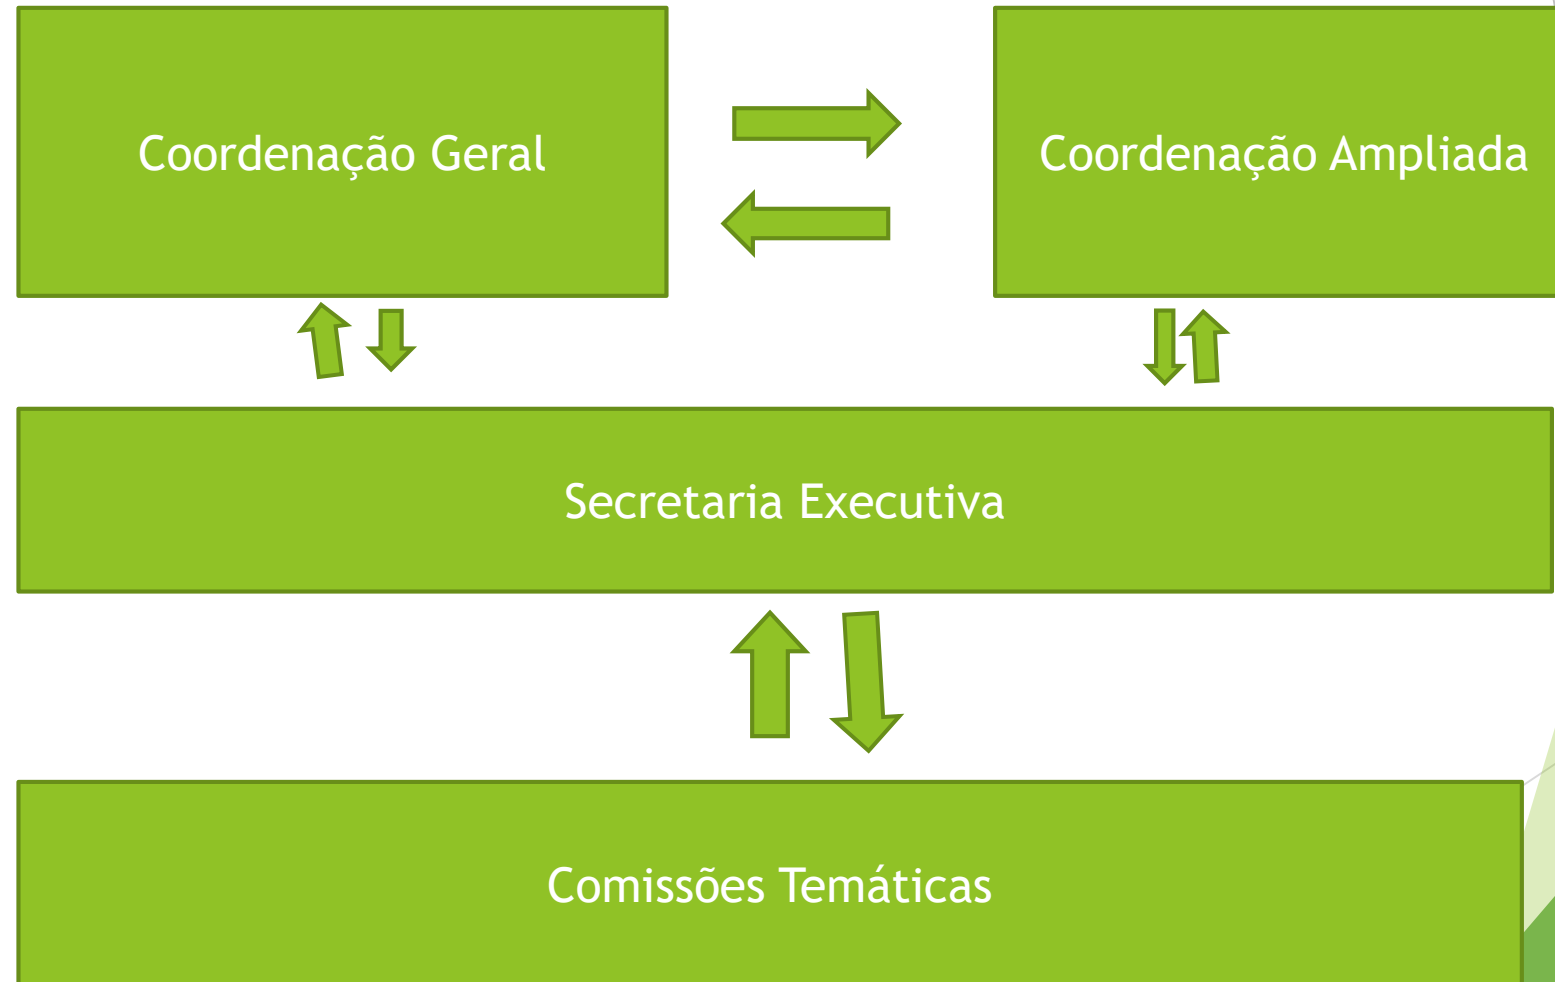 Coordenação Geral
Coordenação Ampliada
Secretaria Executiva
Comissões Temáticas